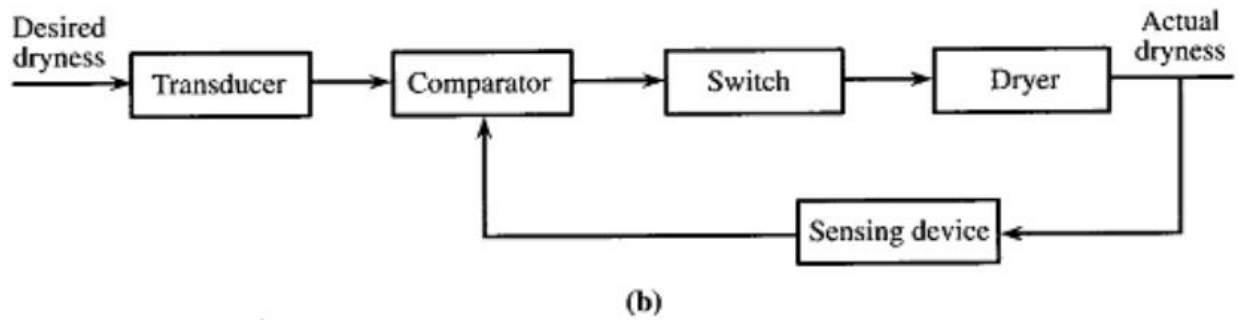 Desired
dryness
Transducer
Comparator
Switch
Dryer
Actual
dryness
Sensing device
(b)